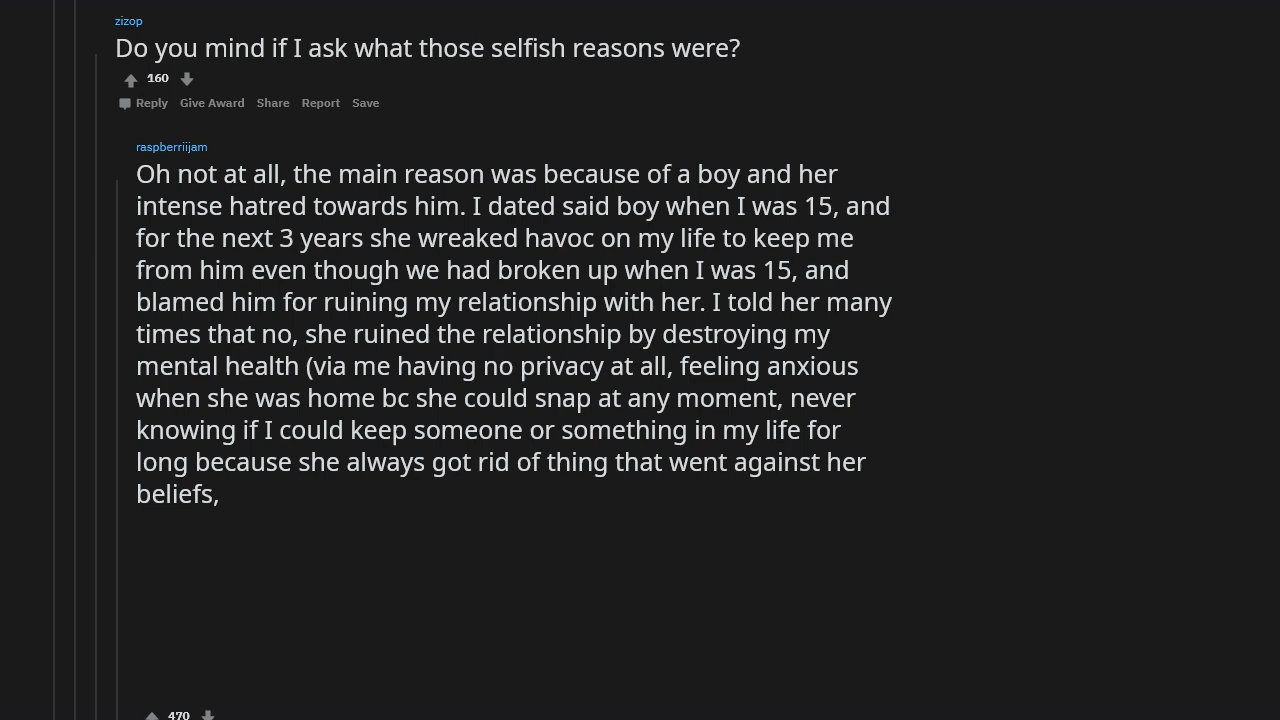 zizop
Do you mind if I ask what those selfish reasons were?
160
Reply Give Award Share Report Save
raspberriijam
Oh not at all, the main reason was because of a boy and her
intense hatred towards him. I dated said boy when I was 15, and
for the next 3 years she wreaked havoc on my life to keep me
from him even though we had broken up when I was 15, and
blamed him for ruining my relationship with her. I told her many
times that no, she ruined the relationship by destroying my
mental health (via me having no privacy at all, feeling anxious
when she was home bc she could snap at any moment, never
knowing if I could keep someone or something in my life for
long because she always got rid of thing that went against her
beliefs,
470